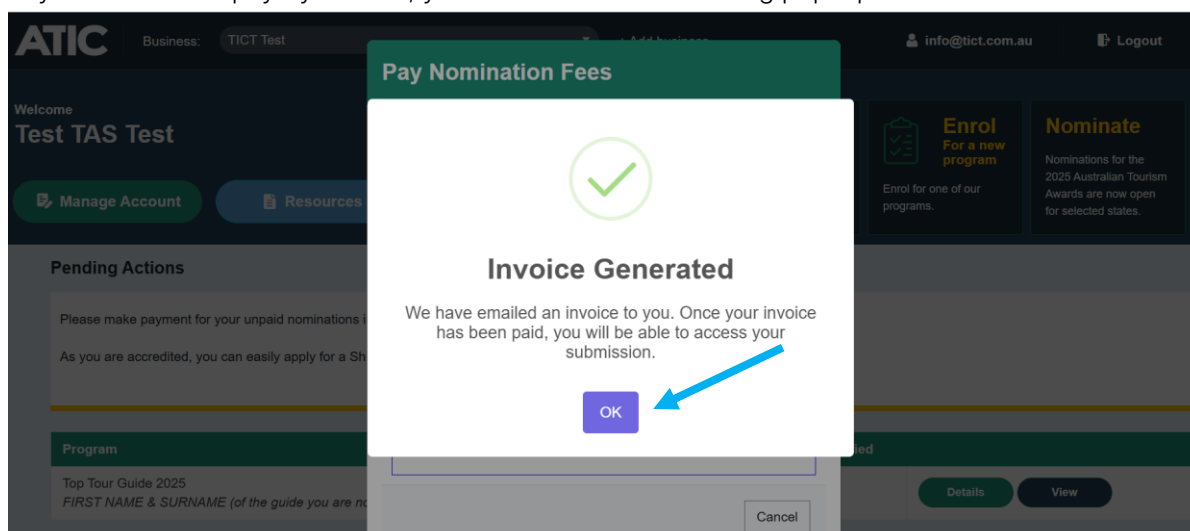 ATIC Business: TICT Test + Add business info@tict.com.au Logout
Pay Nomination Fees
Welcome
Test TAS Test
Manage Account Resources
Enrol
For a new
program
Enrol for one of our
programs.
Nominate
Nominations for the
2025 Australian Tourism
Awards are now open
for selected states.
Invoice Generated
We have emailed an invoice to you. Once your invoice
has been paid, you will be able to access your
submission.
OK
Pending Actions
Please make payment for your unpaid nominations
As you are accredited, you can easily apply for a Sh
Program
Top Tour Guide 2025
FIRST NAME & SURNAME (of the guide you are
Details View
Cancel